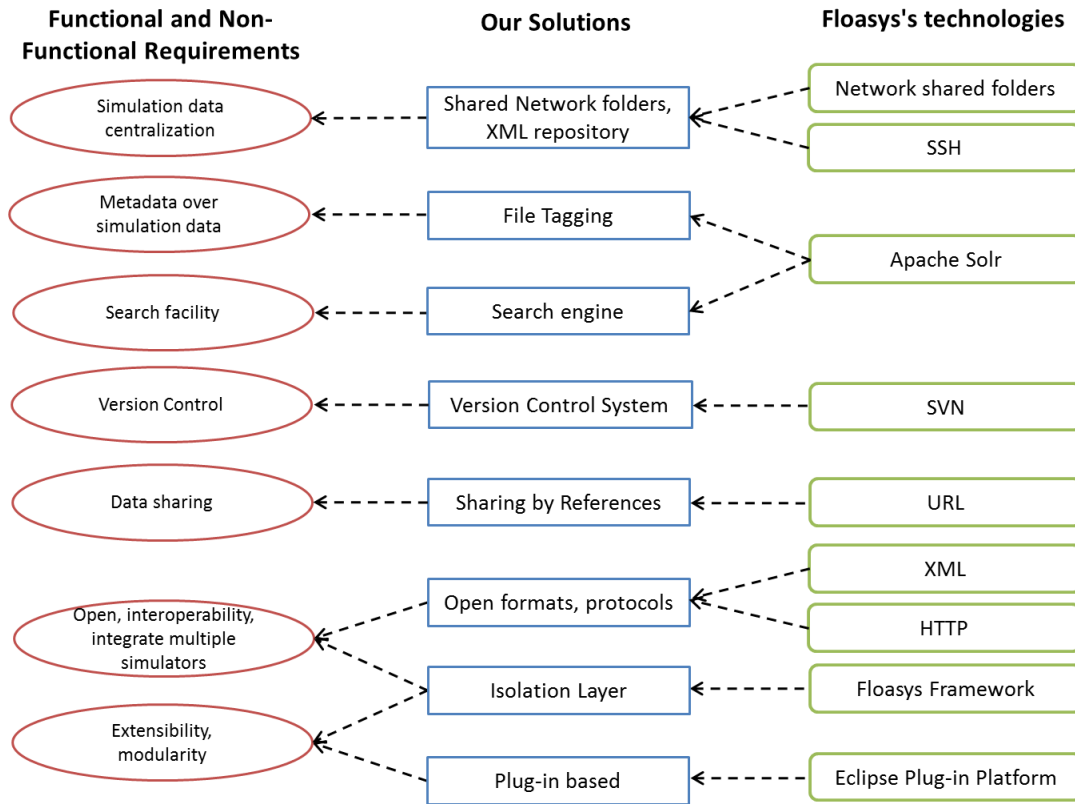 Functional and Non-
Functional Requirements
Our Solutions
Floasys's technologies
Simulation data
centralization
Shared Network folders,
XML repository
Network shared folders
SSH
Metadata over
simulation data
File Tagging
Apache Solr
Search facility
Search engine
Version Control
Version Control System
SVN
Data sharing
Sharing by References
URL
Open, interoperability,
integrate multiple
simulators
Open formats, protocols
XML
HTTP
Isolation Layer
Floasys Framework
Extensibility,
modularity
Plug-in based
Eclipse Plug-in Platform